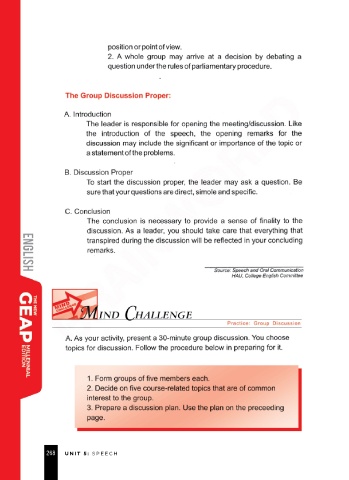 position or point of view.
2. A whole group may arrive at a decision by debating a
question under the rules of parliamentary procedure.
The Group Discussion Proper:
A. Introduction
The leader is responsible for opening the meeting/discussion. Like
the introduction of the speech, the opening remarks for the
discussion may include the significant or importance of the topic or
a statement of the problems.
B. Discussion Proper
To start the discussion proper, the leader may ask a question. Be
sure that your questions are direct, simole and specific.
C. Conclusion
The conclusion is necessary to provide a sense of finality to the
discussion. As a leader, you should take care that everything that
transpired during the discussion will be reflected in your concluding
remarks.
Source: Speech and Oral Communication
HAU, College English Committee
ENGLISH
THE NEW
GEAP
MILLENNIAL
EDITION
MIND CHALLENGE
Practice: Group Discussion
A. As your activity, present a 30-minute group discussion. You choose
topics for discussion. Follow the procedure below in preparing for it.
1. Form groups of five members each.
2. Decide on five course-related topics that are of common
interest to the group.
3. Prepare a discussion plan. Use the plan on the preceeding
page.
268 UNIT 5: SPEECH